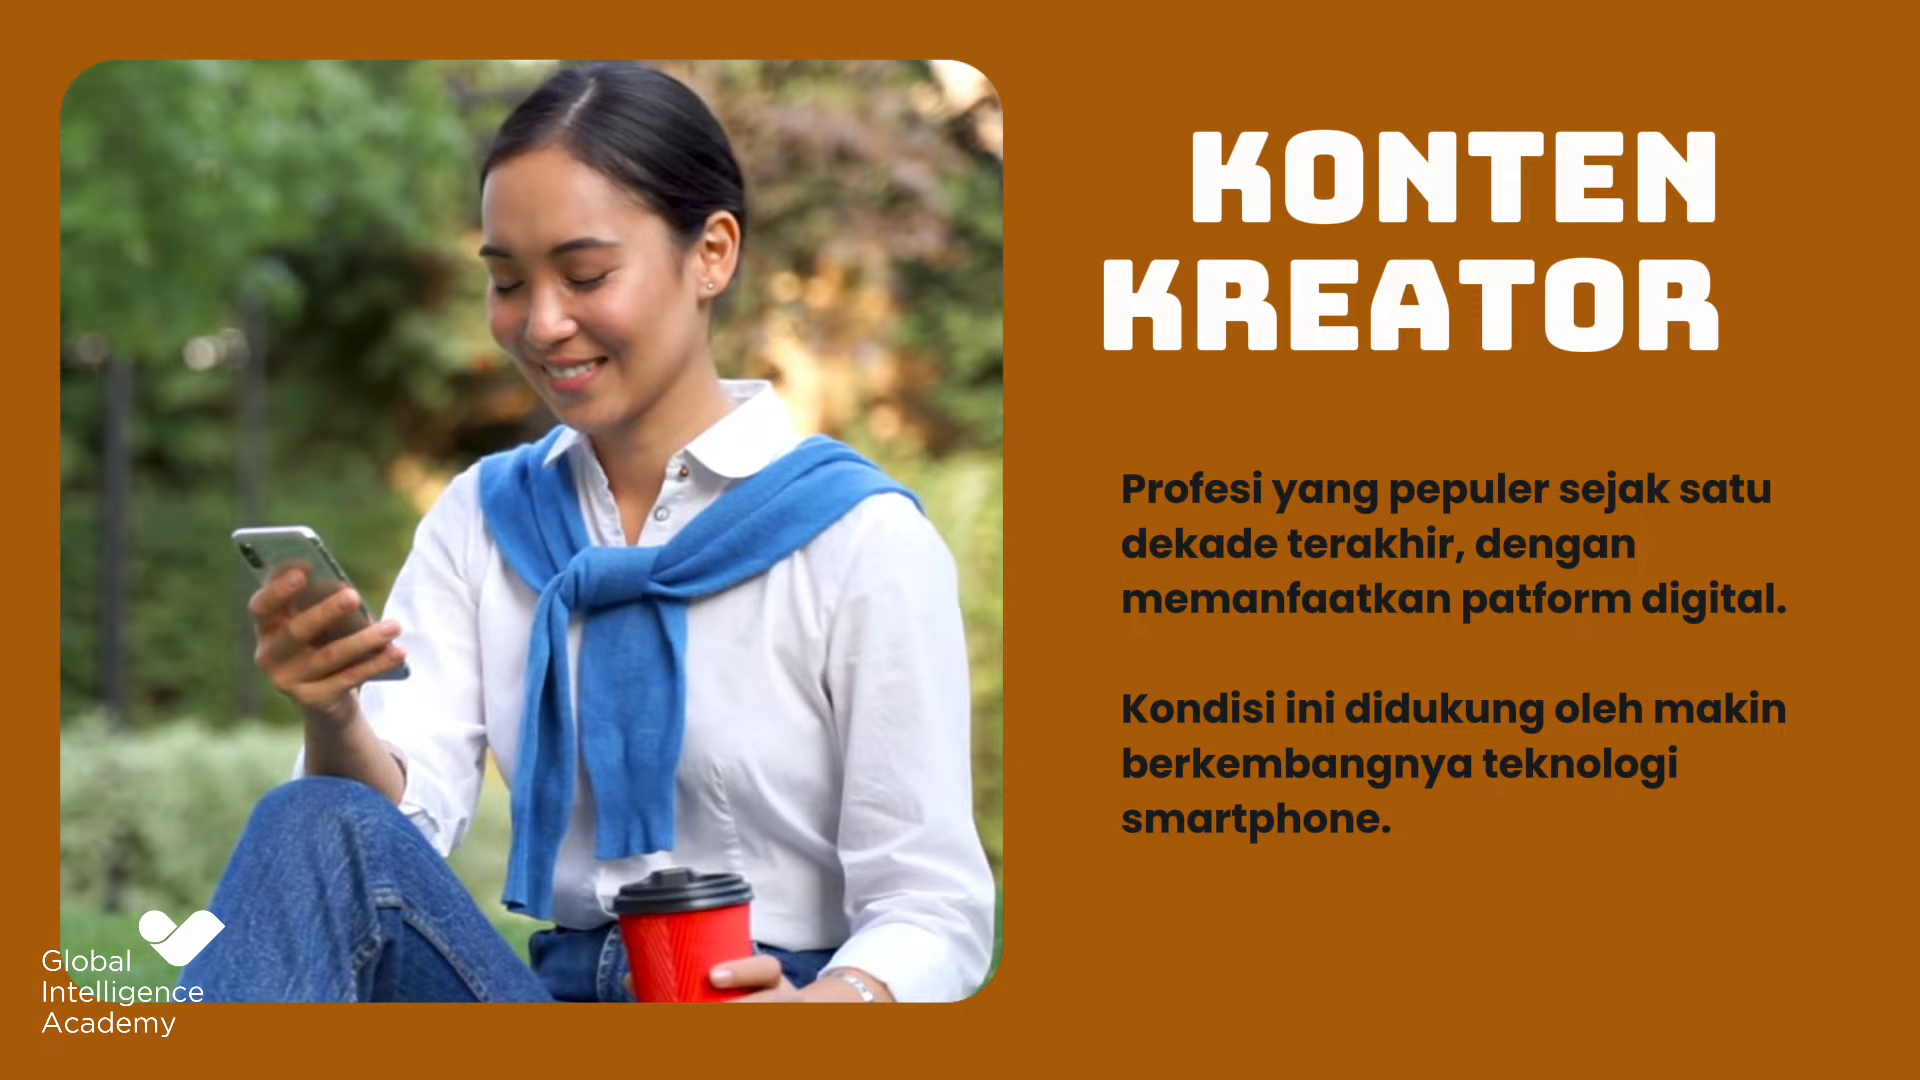 KONTEN
KREATOR
Profesi yang pepuler sejak satu
dekade terakhir, dengan
memanfaatkan patform digital.
Kondisi ini didukung oleh makin
berkembangnya teknologi
smartphone.
Global
Intelligence
Academy